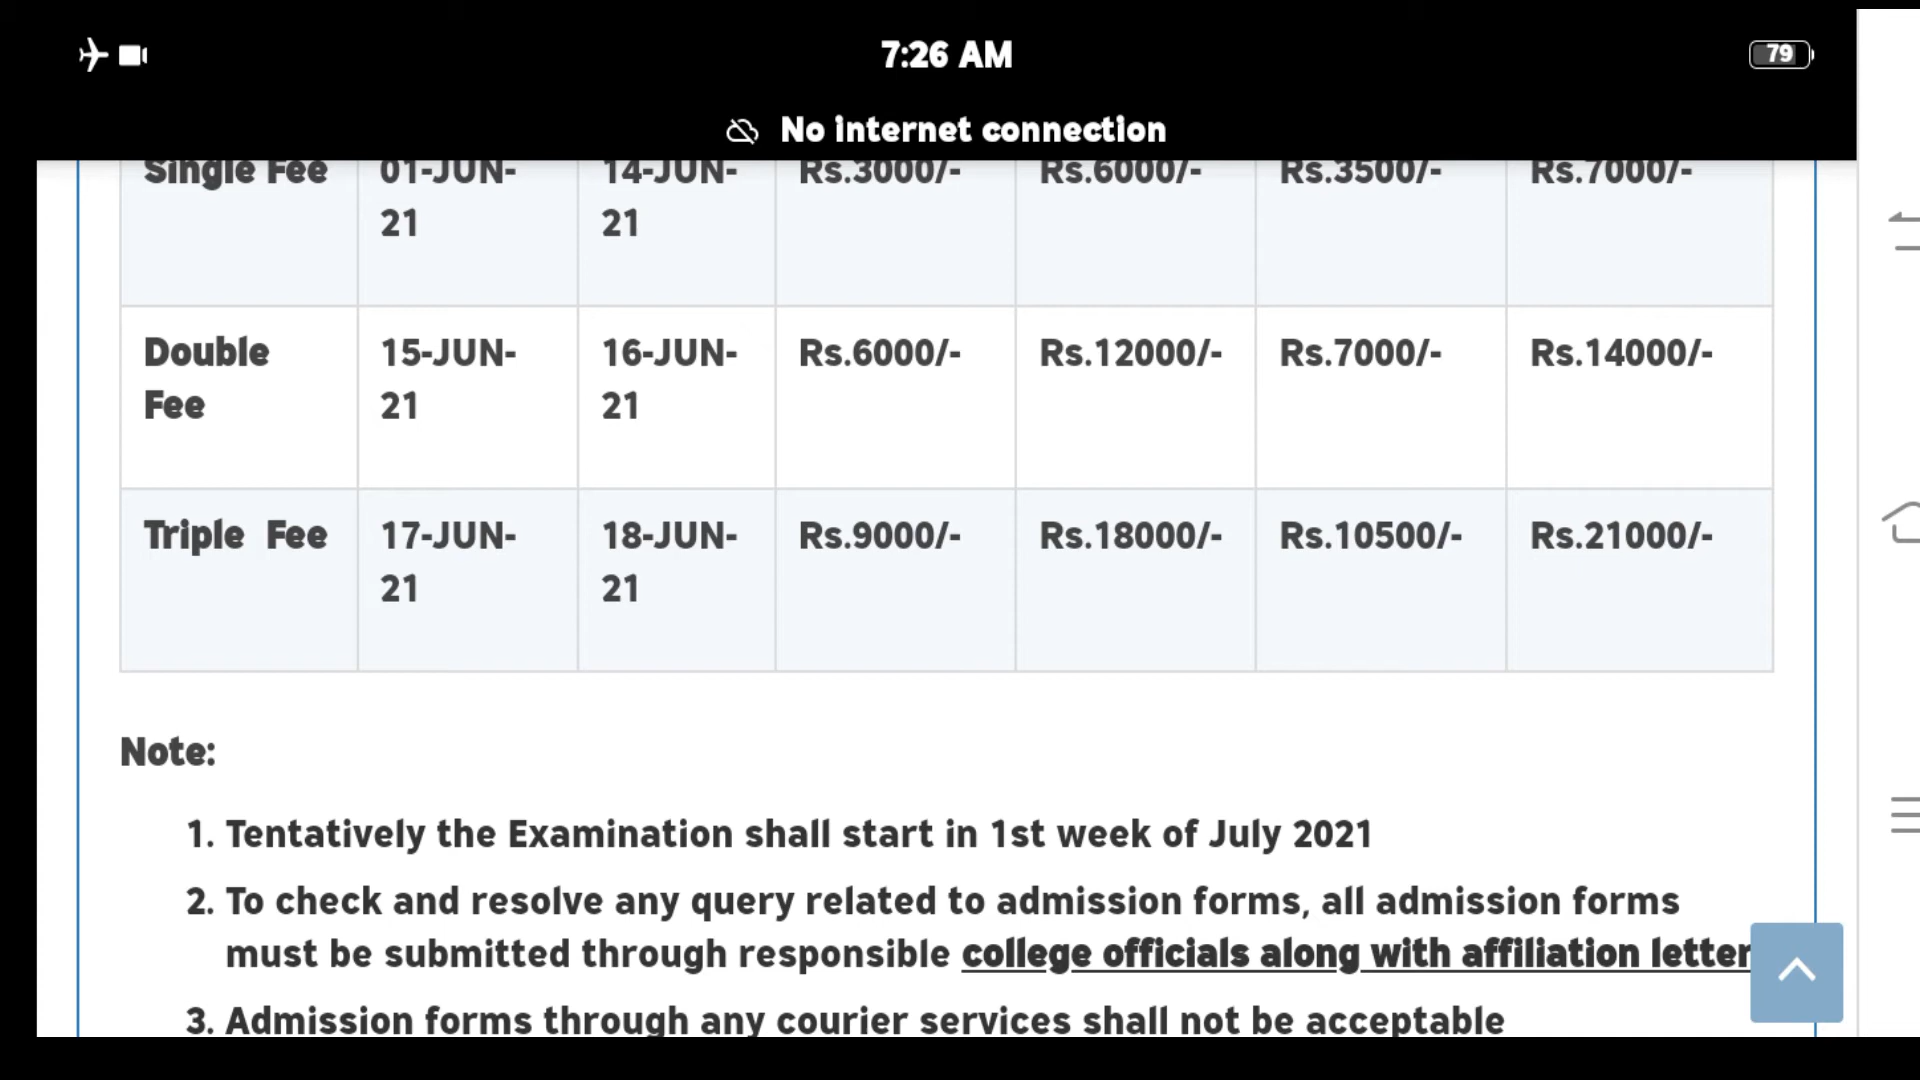 7:26 AM
79
No internet connection
Single Fee 01-JUN- 14-JUN- Rs.3000/- Rs.6000/- Rs.3500/- Rs.7000/-
21 21
Double 15-JUN- 16-JUN- Rs.6000/- Rs.12000/- Rs.7000/- Rs.14000/-
Fee 21 21
Triple Fee 17-JUN- 18-JUN- Rs.9000/- Rs.18000/- Rs.10500/- Rs.21000/-
21 21
Note:
1. Tentatively the Examination shall start in 1st week of July 2021
2. To check and resolve any query related to admission forms, all admission forms
must be submitted through responsible college officials along with affiliation letter
3. Admission forms through any courier services shall not be acceptable